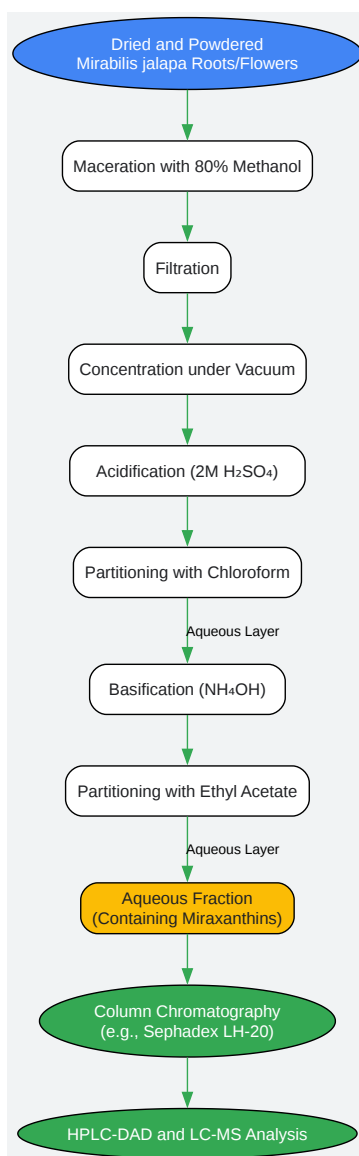 Dried and Powdered
Mirabilis jalapa Roots/Flowers
Maceration with 80% Methanol
Filtration
Concentration under Vacuum
Acidification (2M H₂SO₄)
Partitioning with Chloroform
Aqueous Layer
Basification (NH₄OH)
Partitioning with Ethyl Acetate
Aqueous Layer
Aqueous Fraction
(Containing Miraxanthins)
Column Chromatography
(e.g., Sephadex LH-20)
HPLC-DAD and LC-MS Analysis